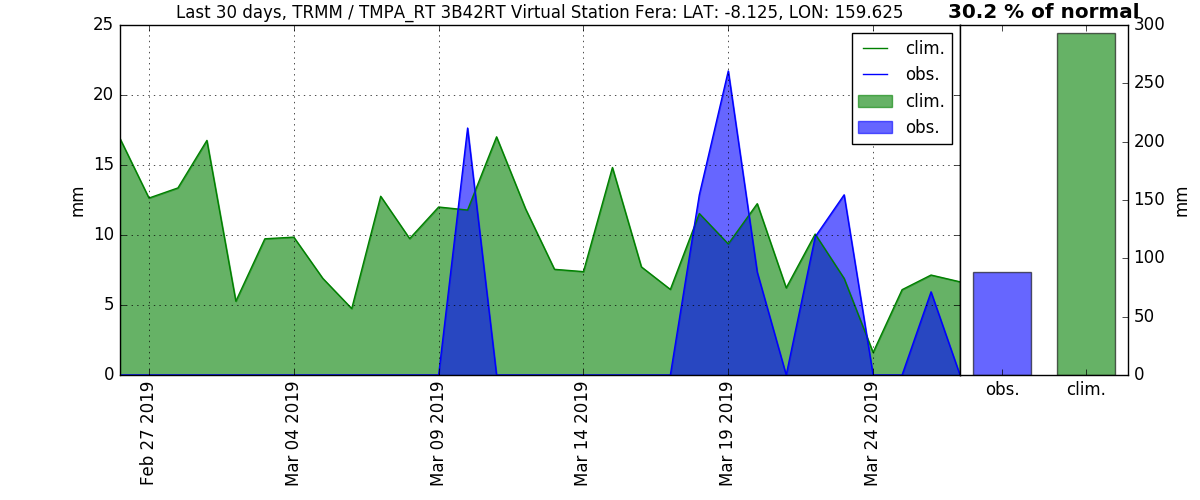 Last 30 days, TRMM / TMPA_RT 3B42RT Virtual Station Fera: LAT: -8.125, LON: 159.625
30.2 % of normal
clim.
obs.
clim.
obs.
25
20
15
10
5
0
mm
300
250
200
150
100
50
0
mm
Feb 27 2019
Mar 04 2019
Mar 09 2019
Mar 14 2019
Mar 19 2019
Mar 24 2019
obs.
clim.